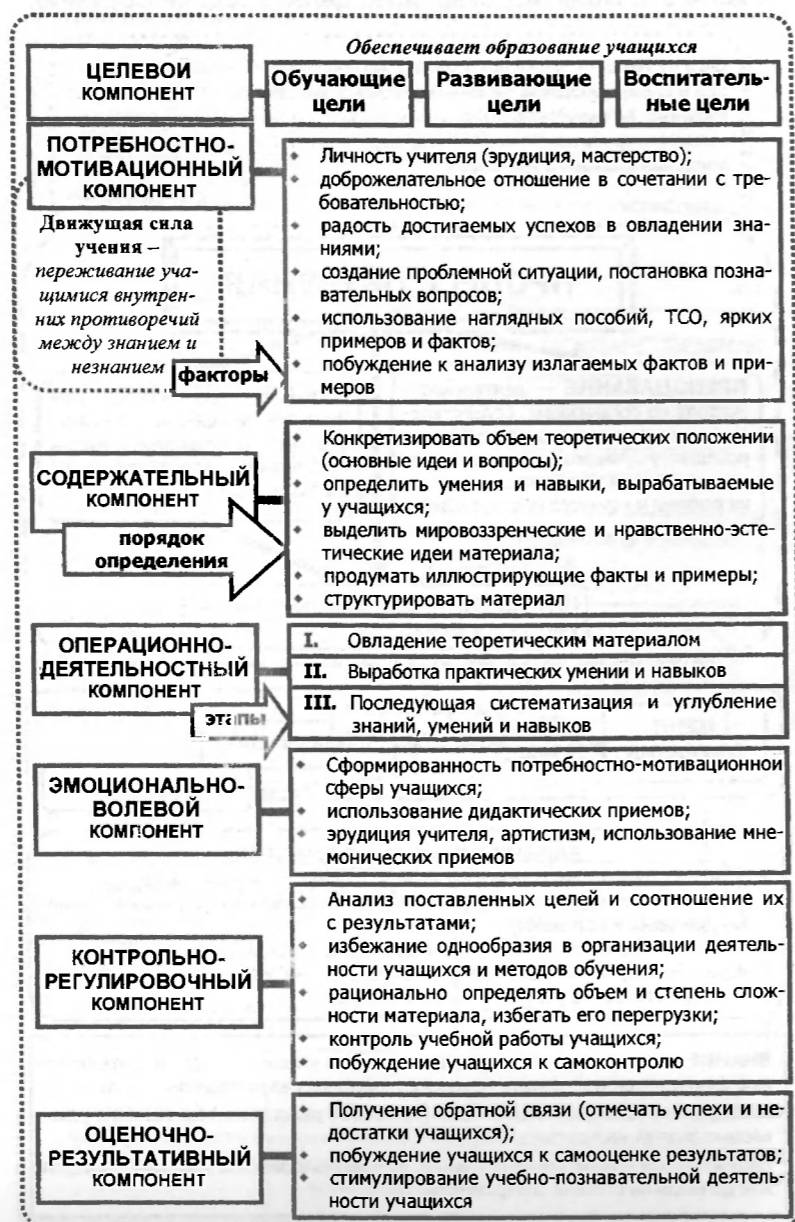 Обеспечивает образование учащихся
ЦЕЛЕВОЙ
КОМПОНЕНТ
Обучающие
цели
Развивающие
цели
Воспитатель-
ные цели
ПОТРЕБНОСТНО-
МОТИВАЦИОННЫЙ
КОМПОНЕНТ
Движущая сила
учения –
переживание уча-
щимися внутрен-
них противоречий
между знанием и
незнанием
факторы
Личность учителя (эрудиция, мастерство);
доброжелательное отношение в сочетании с тре-
бовательностью;
радость достигаемых успехов в овладении зна-
ниями;
создание проблемной ситуации, постановка позна-
вательных вопросов;
использование наглядных пособий, ТСО, ярких
примеров и фактов;
побуждение к анализу излагаемых фактов и при-
меров
СОДЕРЖАТЕЛЬНЫЙ
КОМПОНЕНТ
порядок
определения
Конкретизировать объем теоретических положении
(основные идеи и вопросы);
определить умения и навыки, вырабатываемые
у учащихся;
выделить мировоззренческие и нравственно-эсте-
тические идеи материала;
продумать иллюстрирующие факты и примеры;
структурировать материал
ОПЕРАЦИОННО-
ДЕЯТЕЛЬНОСТНЫЙ
КОМПОНЕНТ
этапы
I. Овладение теоретическим материалом
II. Выработка практических умении и навыков
III. Последующая систематизация и углубление
знаний, умений и навыков
ЭМОЦИОНАЛЬНО-
ВОЛЕВОЙ
КОМПОНЕНТ
Сформированность потребностно-мотивационной
сферы учащихся;
использование дидактических приемов;
эрудиция учителя, артистизм, использование мне-
монических приемов
КОНТРОЛЬНО-
РЕГУЛИРОВОЧНЫЙ
КОМПОНЕНТ
Анализ поставленных целей и соотношение их
с результатами;
избежание однообразия в организации деятель-
ности учащихся и методов обучения;
рационально определять объем и степень слож-
ности материала, избегать его перегрузки;
контроль учебной работы учащихся;
побуждение учащихся к самоконтролю
ОЦЕНОЧНО-
РЕЗУЛЬТАТИВНЫЙ
КОМПОНЕНТ
Получение обратной связи (отмечать успехи и не-
достатки учащихся);
побуждение учащихся к самооценке результатов;
стимулирование учебно-познавательной деятель-
ности учащихся